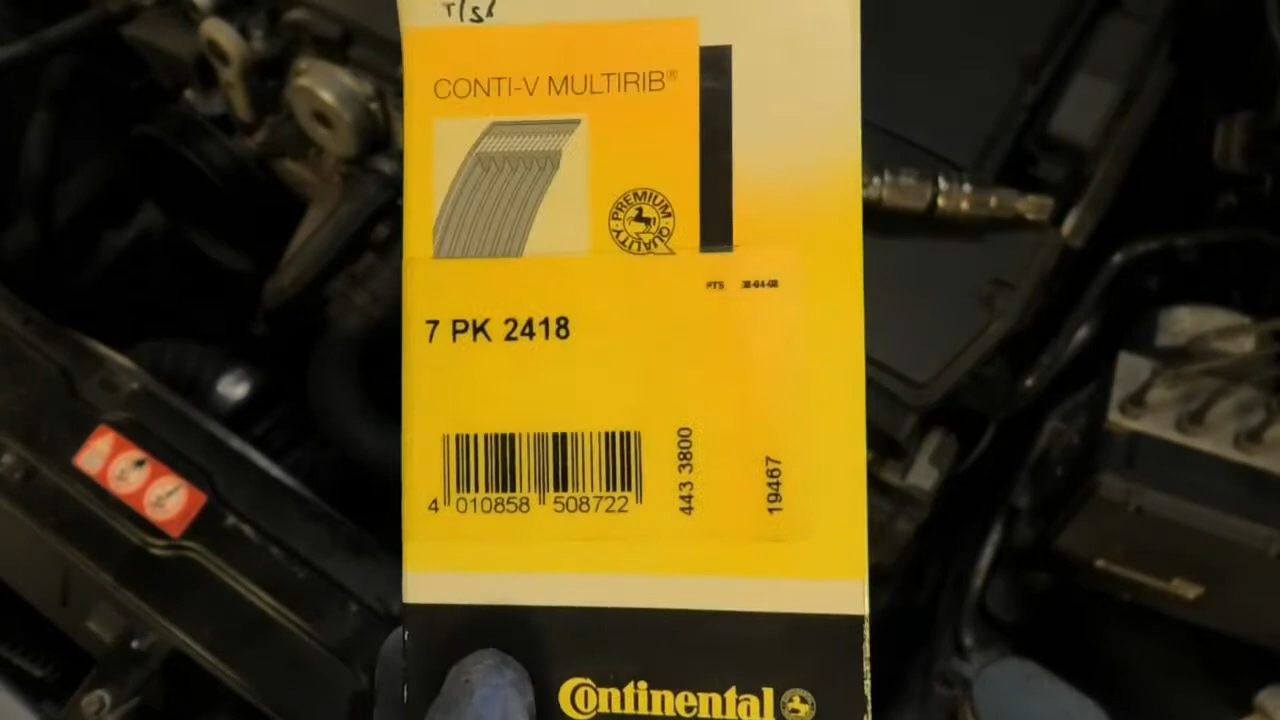 CONTI-V MULTIRIB®
PREMIUM QUALITY
7 PK 2418
4 010858 508722
443 3800
19467
Continental